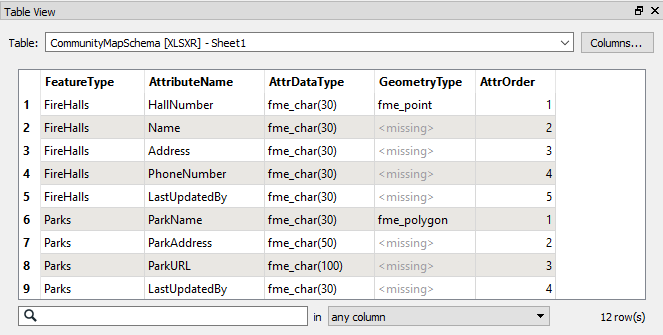 Table View
Table: CommunityMapSchema [XLSXR] - Sheet1 Columns...
FeatureType AttributeName AttrDataType GeometryType AttrOrder
1 FireHalls HallNumber fme_char(30) fme_point 1
2 FireHalls Name fme_char(30) <missing> 2
3 FireHalls Address fme_char(30) <missing> 3
4 FireHalls PhoneNumber fme_char(30) <missing> 4
5 FireHalls LastUpdatedBy fme_char(30) <missing> 5
6 Parks ParkName fme_char(30) fme_polygon 1
7 Parks ParkAddress fme_char(50) <missing> 2
8 Parks ParkURL fme_char(100) <missing> 3
9 Parks LastUpdatedBy fme_char(30) <missing> 4
in any column 12 row(s)